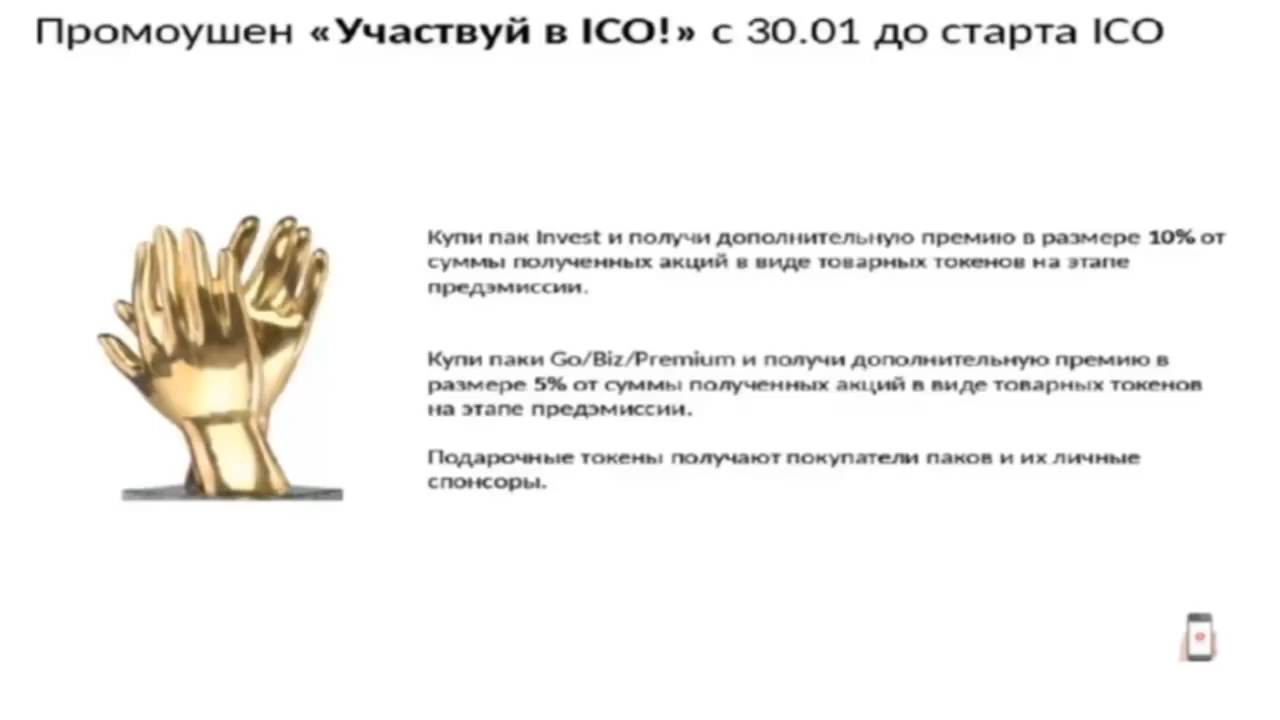 Промоушен «Участвуй в ICO!» с 30.01 до старта ICO
Купи пак Invest и получи дополнительную премию в размере 10% от
суммы полученных акций в виде товарных токенов на этапе
предэмиссии.
Купи паки Go/Biz/Premium и получи дополнительную премию в
размере 5% от суммы полученных акций в виде товарных токенов
на этапе предэмиссии.
Подарочные токены получают покупатели паков и их личные
спонсоры.